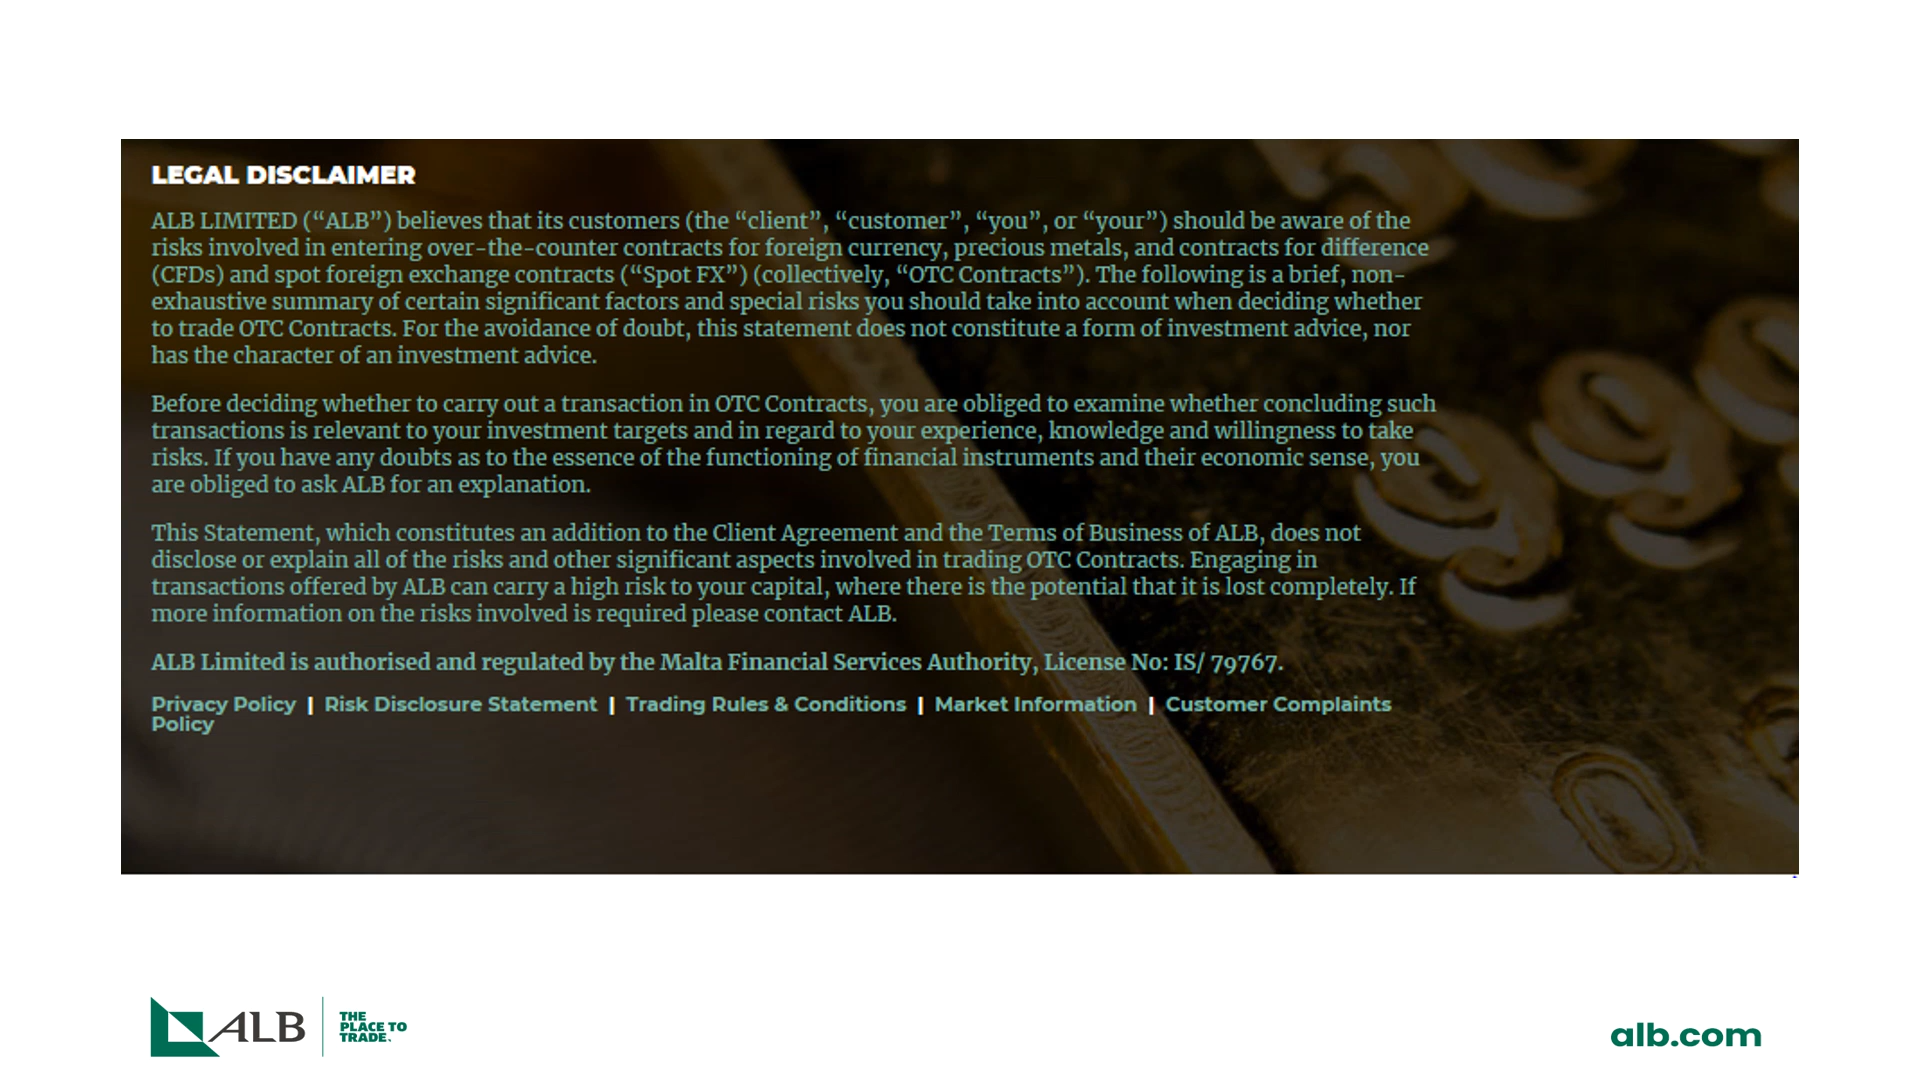 LEGAL DISCLAIMER
ALB LIMITED (“ALB”) believes that its customers (the “client”, “customer”, “you”, or “your”) should be aware of the
risks involved in entering over-the-counter contracts for foreign currency, precious metals, and contracts for difference
(CFDs) and spot foreign exchange contracts (“Spot FX”) (collectively, “OTC Contracts”). The following is a brief, non-
exhaustive summary of certain significant factors and special risks you should take into account when deciding whether
to trade OTC Contracts. For the avoidance of doubt, this statement does not constitute a form of investment advice, nor
has the character of an investment advice.
Before deciding whether to carry out a transaction in OTC Contracts, you are obliged to examine whether concluding such
transactions is relevant to your investment targets and in regard to your experience, knowledge and willingness to take
risks. If you have any doubts as to the essence of the functioning of financial instruments and their economic sense, you
are obliged to ask ALB for an explanation.
This Statement, which constitutes an addition to the Client Agreement and the Terms of Business of ALB, does not
disclose or explain all of the risks and other significant aspects involved in trading OTC Contracts. Engaging in
transactions offered by ALB can carry a high risk to your capital, where there is the potential that it is lost completely. If
more information on the risks involved is required please contact ALB.
ALB Limited is authorised and regulated by the Malta Financial Services Authority, License No: IS/ 79767.
Privacy Policy | Risk Disclosure Statement | Trading Rules & Conditions | Market Information | Customer Complaints
Policy
ALB
THE
PLACE TO
TRADE.
alb.com